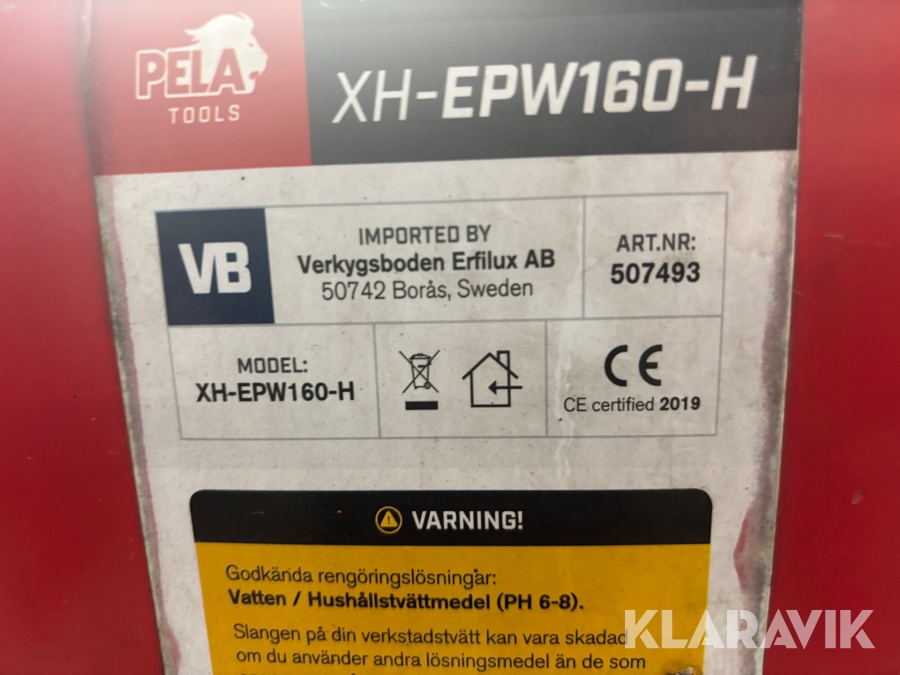 PELA
TOOLS
XH-EPW160-H
VB
IMPORTED BY
Verkygsboden Erfilux AB
50742 Borås, Sweden
ART.NR:
507493
MODEL:
XH-EPW160-H
CE
CE certified 2019
VARNING!
Godkända rengöringslösningar:
Vatten / Hushållstvättmedel (PH 6-8).
Slangen på din verkstadstvätt kan vara skadad
om du använder andra lösningsmedel än de som
KLARAVIK